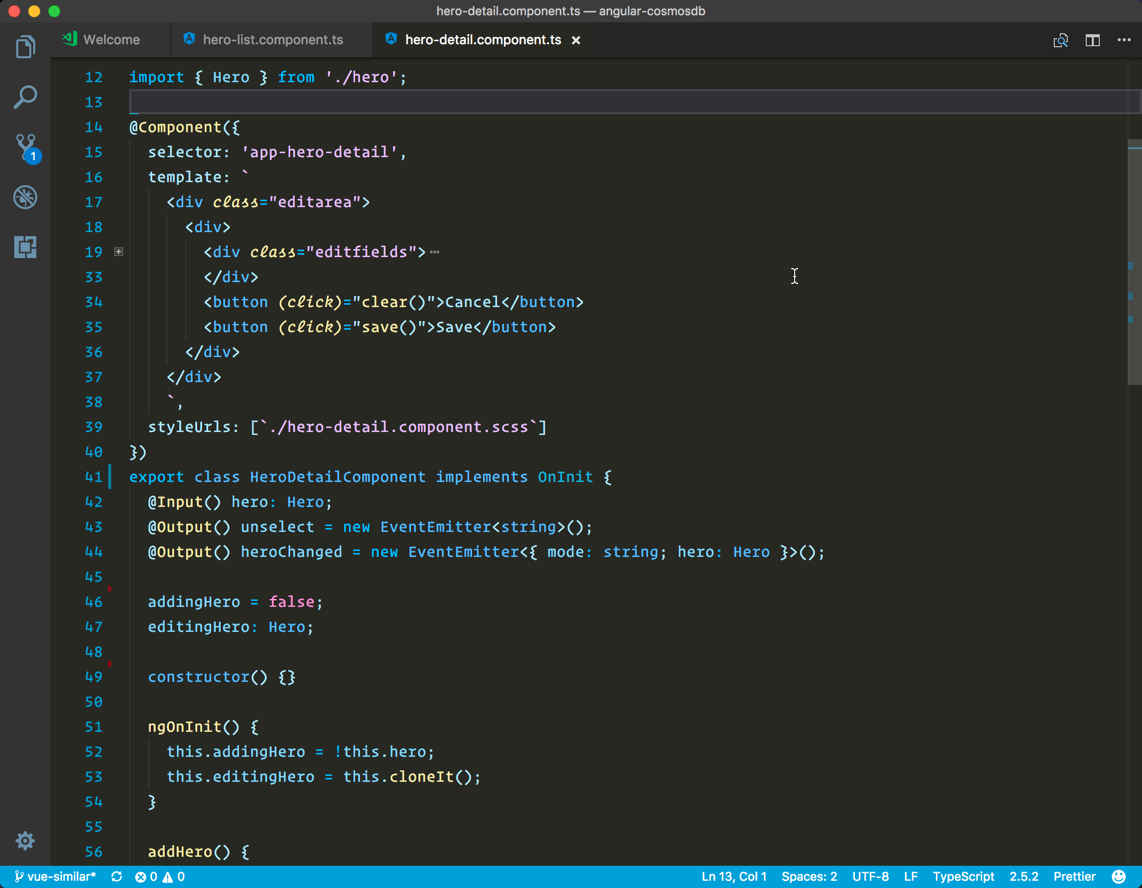 hero-detail.component.ts — angular-cosmosdb
Welcome hero-list.component.ts hero-detail.component.ts ×
1
12 import { Hero } from './hero';
13
14 @Component({
15 selector: 'app-hero-detail',
16 template: `
17 <div class="editarea">
18 <div>
19 <div class="editfields">⋯
33 </div>
34 <button (click)="clear()">Cancel</button>
35 <button (click)="save()">Save</button>
36 </div>
37 </div>
38 `,
39 styleUrls: [`./hero-detail.component.scss`]
40 })
41 export class HeroDetailComponent implements OnInit {
42 @Input() hero: Hero;
43 @Output() unselect = new EventEmitter<string>();
44 @Output() heroChanged = new EventEmitter<{ mode: string; hero: Hero }>();
45
46 addingHero = false;
47 editingHero: Hero;
48
49 constructor() {}
50
51 ngOnInit() {
52 this.addingHero = !this.hero;
53 this.editingHero = this.cloneIt();
54 }
55
56 addHero() {
vue-similar* 0 0 Ln 13, Col 1 Spaces: 2 UTF-8 LF TypeScript 2.5.2 Prettier